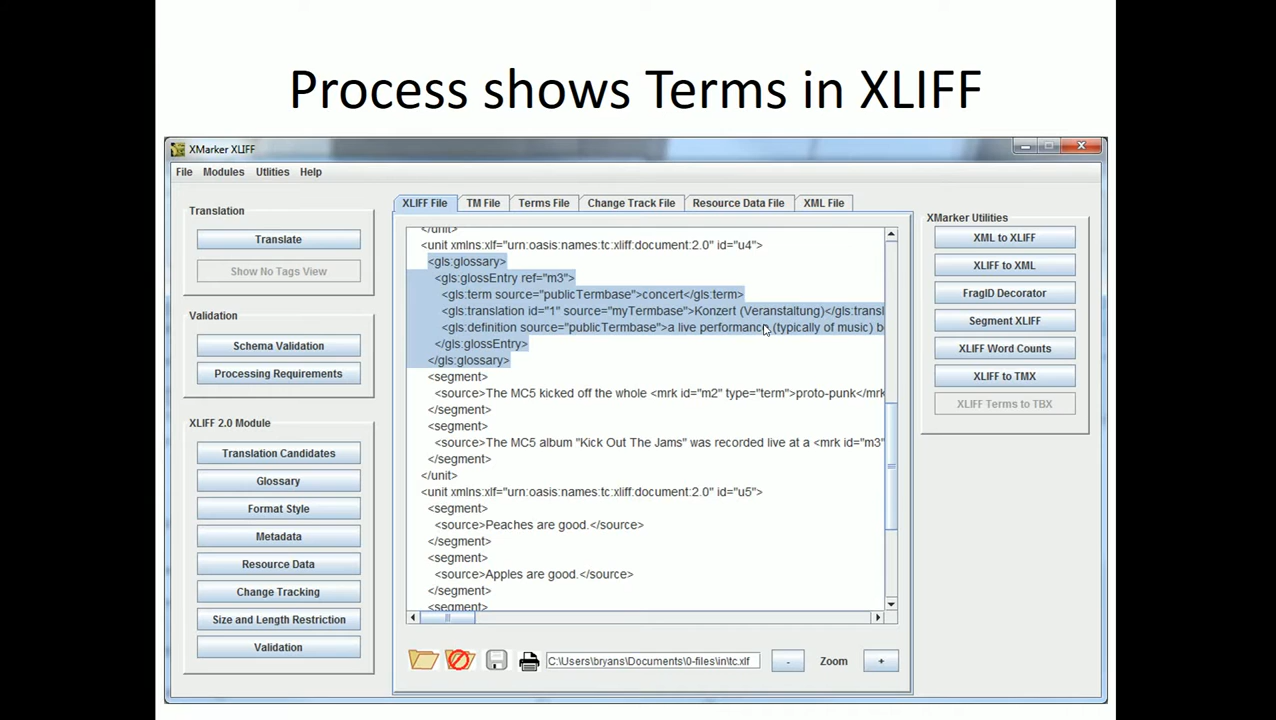 Process shows Terms in XLIFF
XMarker XLIFF
File Modules Utilities Help
Translation
Translate
Show No Tags View
Validation
Schema Validation
Processing Requirements
XLIFF 2.0 Module
Translation Candidates
Glossary
Format Style
Metadata
Resource Data
Change Tracking
Size and Length Restriction
Validation
XLIFF File TM File Terms File Change Track File Resource Data File XML File
</unit>
<unit xmlns:xlf="urn:oasis:names:tc:xliff:document:2.0" id="u4">
<gls:glossary>
<gls:glossEntry ref="m3">
<gls:term source="publicTermbase">concert</gls:term>
<gls:translation id="1" source="myTermbase">Konzert (Veranstaltung)</gls:transl
<gls:definition source="publicTermbase">a live performance (typically of music) b
</gls:glossEntry>
</gls:glossary>
<segment>
<source>The MC5 kicked off the whole <mrk id="m2" type="term">proto-punk</mrk
</segment>
<segment>
<source>The MC5 album "Kick Out The Jams" was recorded live at a <mrk id="m3"
</segment>
</unit>
<unit xmlns:xlf="urn:oasis:names:tc:xliff:document:2.0" id="u5">
<segment>
<source>Peaches are good.</source>
</segment>
<segment>
<source>Apples are good.</source>
</segment>
<segment>
C:\Users\bryans\Documents\0-files\in\tc.xlf
- Zoom +
XMarker Utilities
XML to XLIFF
XLIFF to XML
FragID Decorator
Segment XLIFF
XLIFF Word Counts
XLIFF to TMX
XLIFF Terms to TBX